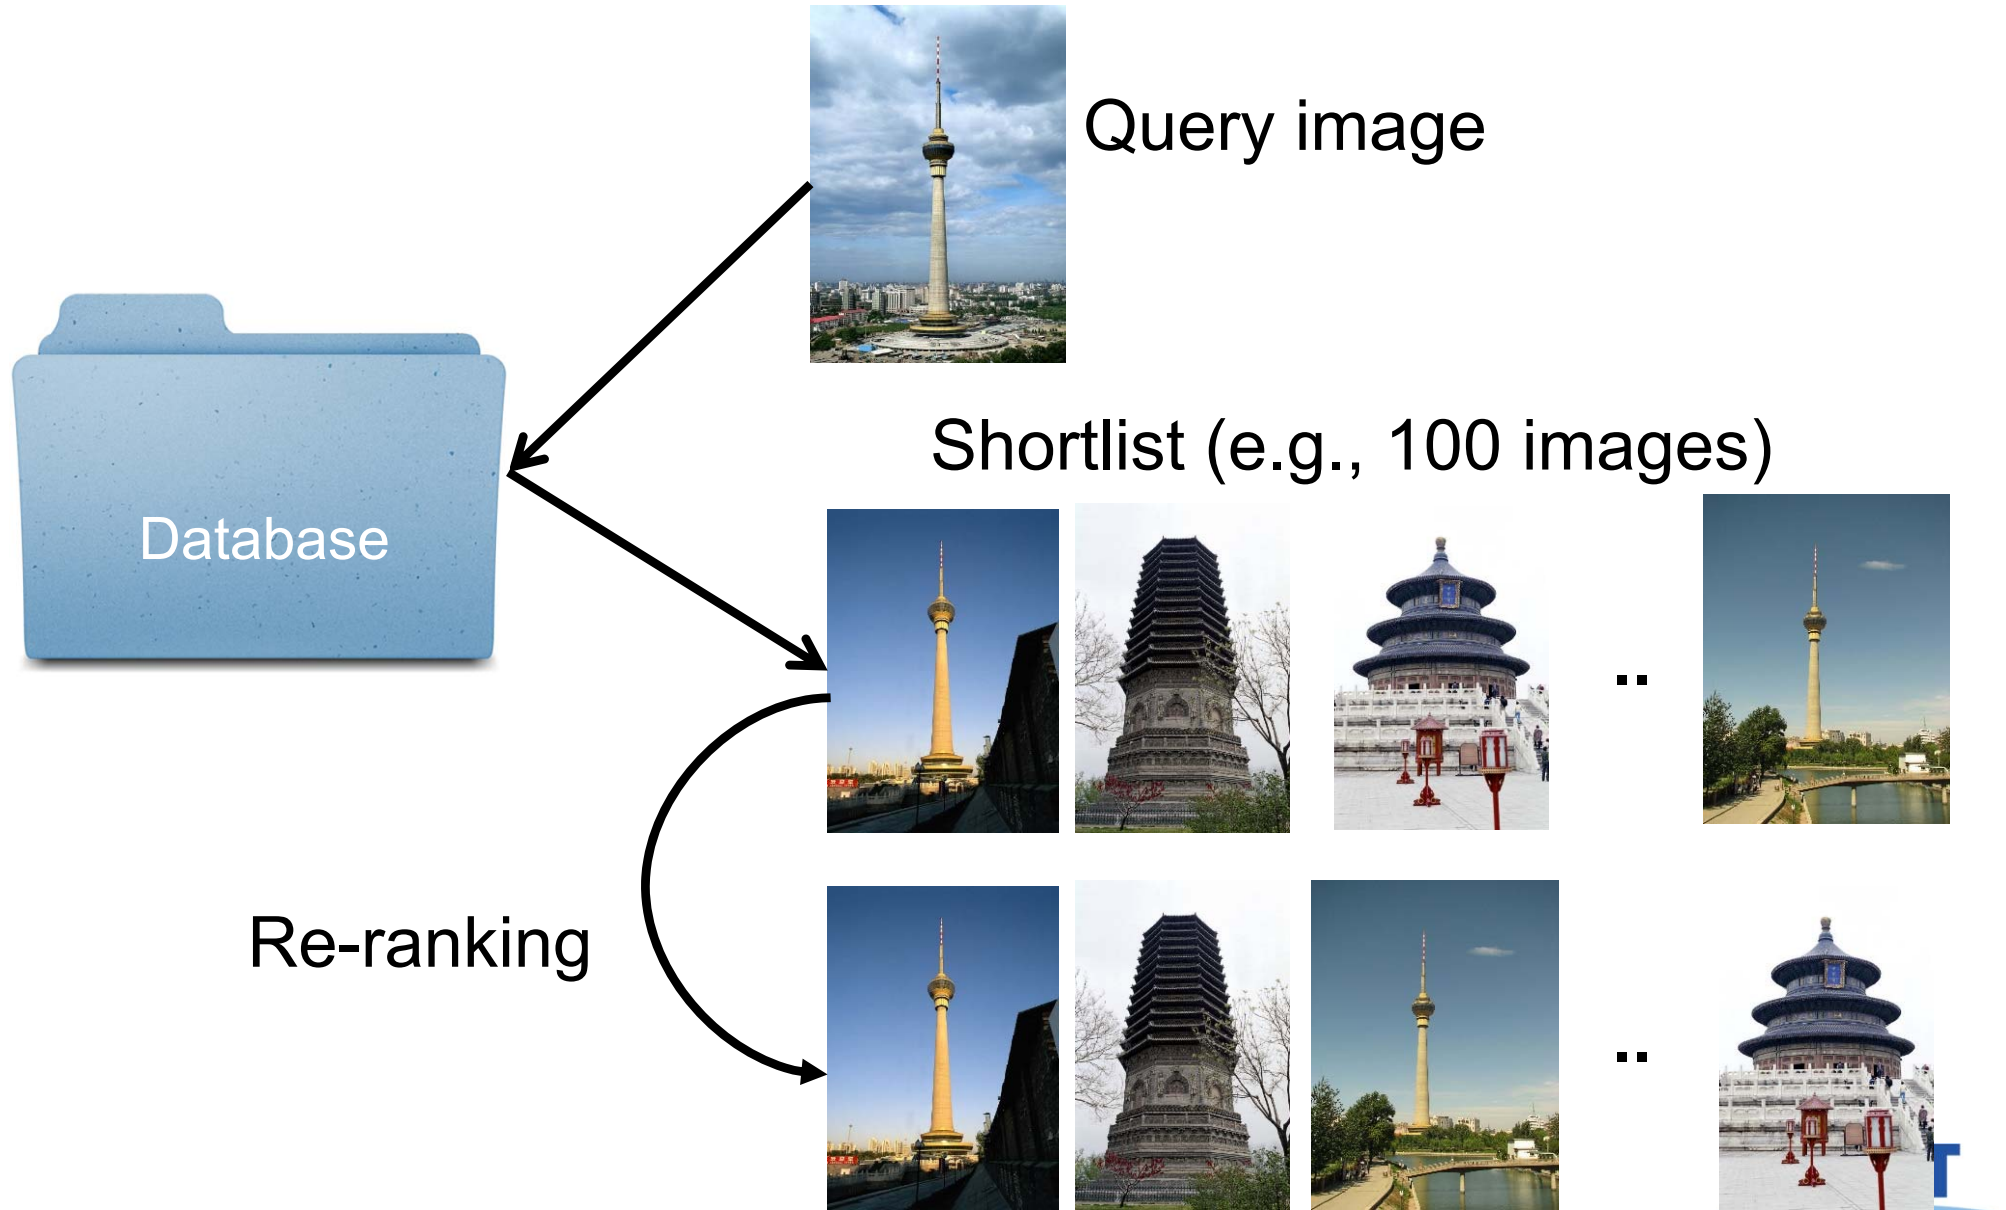 Query image
Shortlist (e.g., 100 images)
Database
..
Re-ranking
..
T